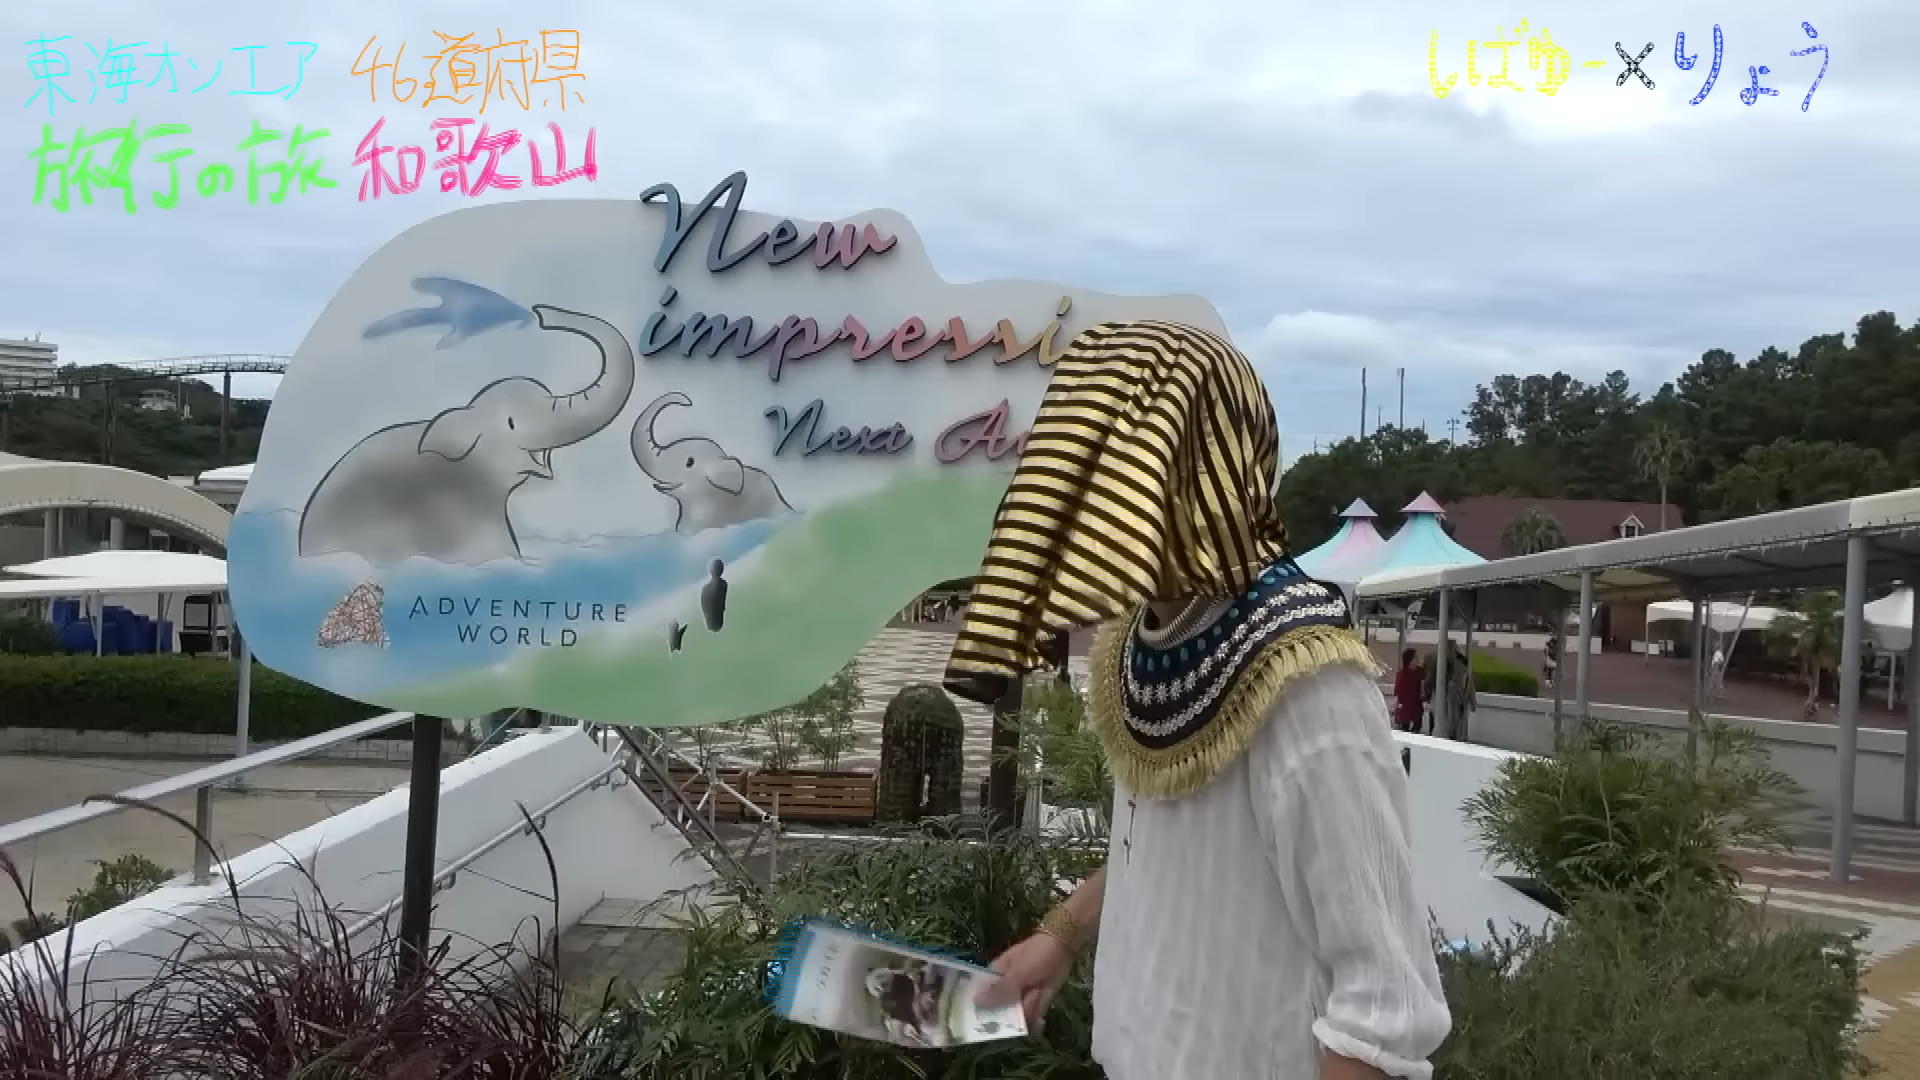 東海オンエア 46道府県
旅行の旅 和歌山
しばゆー×りょう
New
impressi
Next
ADVENTURE
WORLD